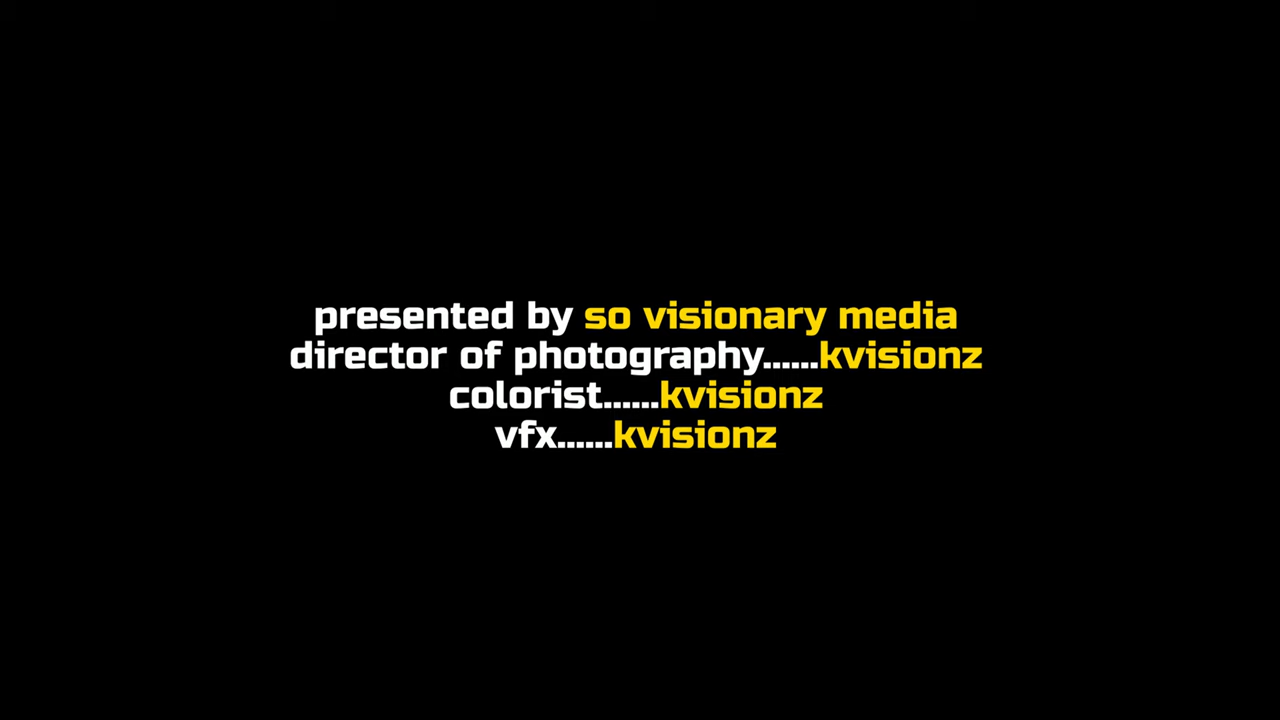 presented by so visionary media
director of photography......kvisionz
colorist......kvisionz
vfx......kvisionz